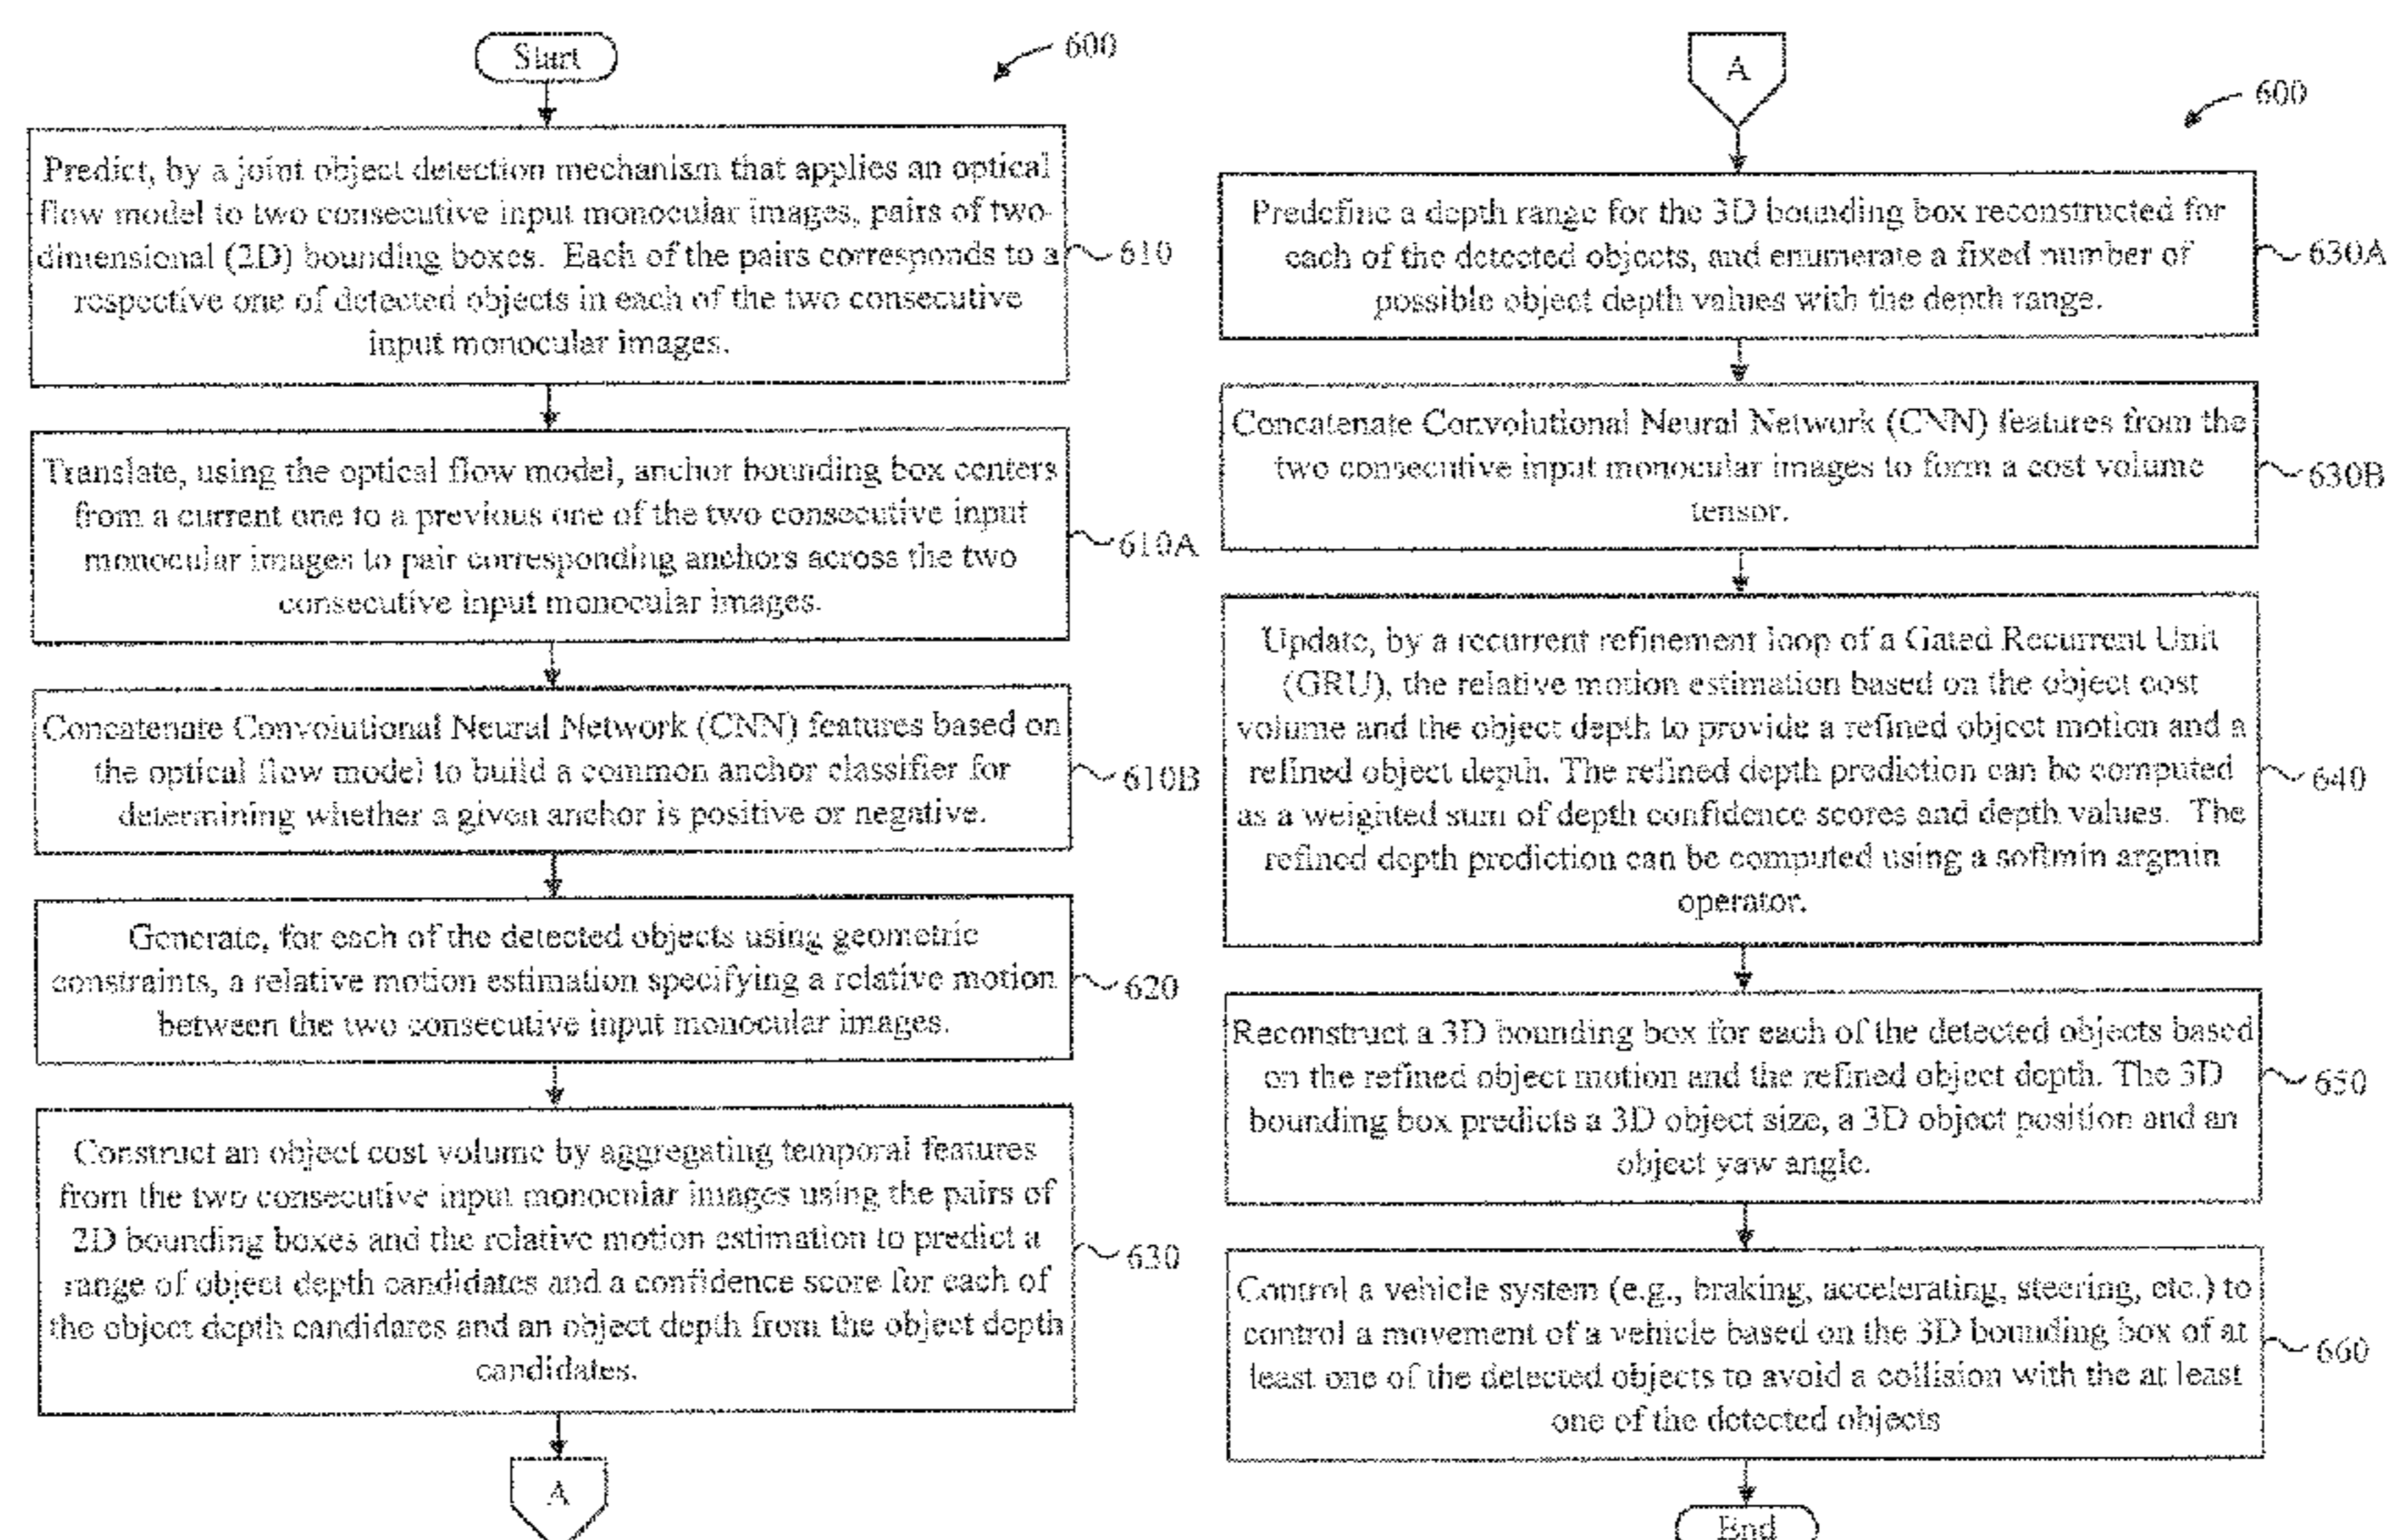 Start
600
Predict, by a joint object detection mechanism that applies an optical
flow model to two consecutive input monocular images, pairs of two-
dimensional (2D) bounding boxes. Each of the pairs corresponds to a
respective one of detected objects in each of the two consecutive
input monocular images.
610
Translate, using the optical flow model, anchor bounding box centers
from a current one to a previous one of the two consecutive input
monocular images to pair corresponding anchors across the two
consecutive input monocular images.
610A
Concatenate Convolutional Neural Network (CNN) features based on
the optical flow model to build a common anchor classifier for
determining whether a given anchor is positive or negative.
610B
Generate, for each of the detected objects using geometric
constraints, a relative motion estimation specifying a relative motion
between the two consecutive input monocular images.
620
Construct an object cost volume by aggregating temporal features
from the two consecutive input monocular images using the pairs of
2D bounding boxes and the relative motion estimation to predict a
range of object depth candidates and a confidence score for each of
the object depth candidares and an object depth from the object depth
candidates.
630
A
A
600
Predefine a depth range for the 3D bounding box reconstructed for
each of the detected objects, and enumerate a fixed number of
possible object depth values with the depth range.
630A
Concatenate Convolutional Neural Network (CNN) features from the
two consecutive input monocular images to form a cost volume
tensor.
630B
Update, by a recurrent refinement loop of a Gated Recurrent Unit
(GRU), the relative motion estimation based on the object cost
volume and the object depth to provide a refined object motion and a
refined object depth. The refined depth prediction can be computed
as a weighted sum of depth confidence scores and depth values. The
refined depth prediction can be computed using a softmin argmin
operator.
640
Reconstruct a 3D bounding box for each of the detected objects based
on the refined object motion and the refined object depth. The 3D
bounding box predicts a 3D object size, a 3D object position and an
object yaw angle.
650
Control a vehicle system (e.g., braking, accelerating, steering, etc.) to
control a movement of a vehicle based on the 3D bounding box of at
least one of the detected objects to avoid a collision with the at least
one of the detected objects
660
End